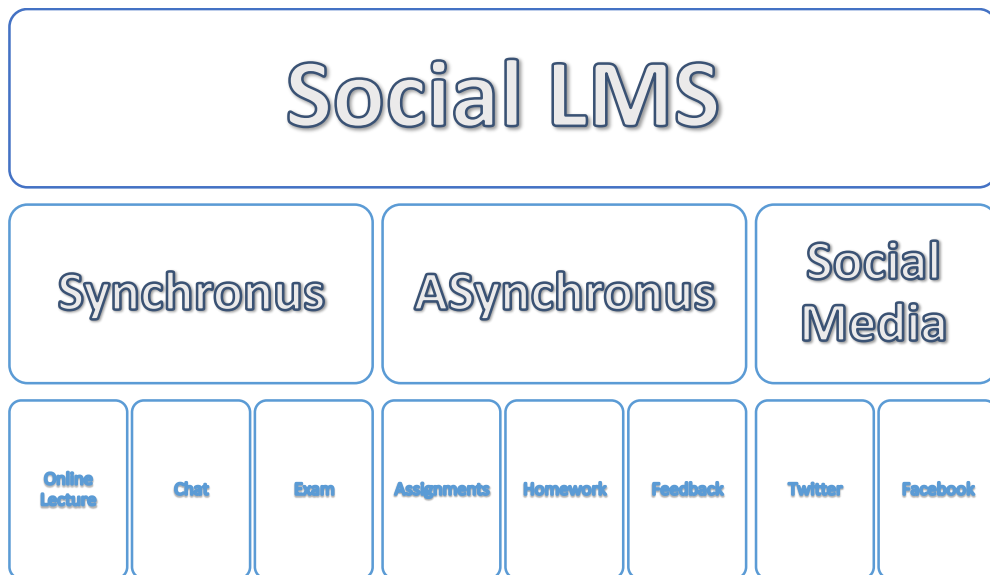 Social LMS
Synchronus
ASynchronus
Social
Media
Online
Lecture
Chat
Exam
Assignments
Homework
Feedback
Twitter
Facebook